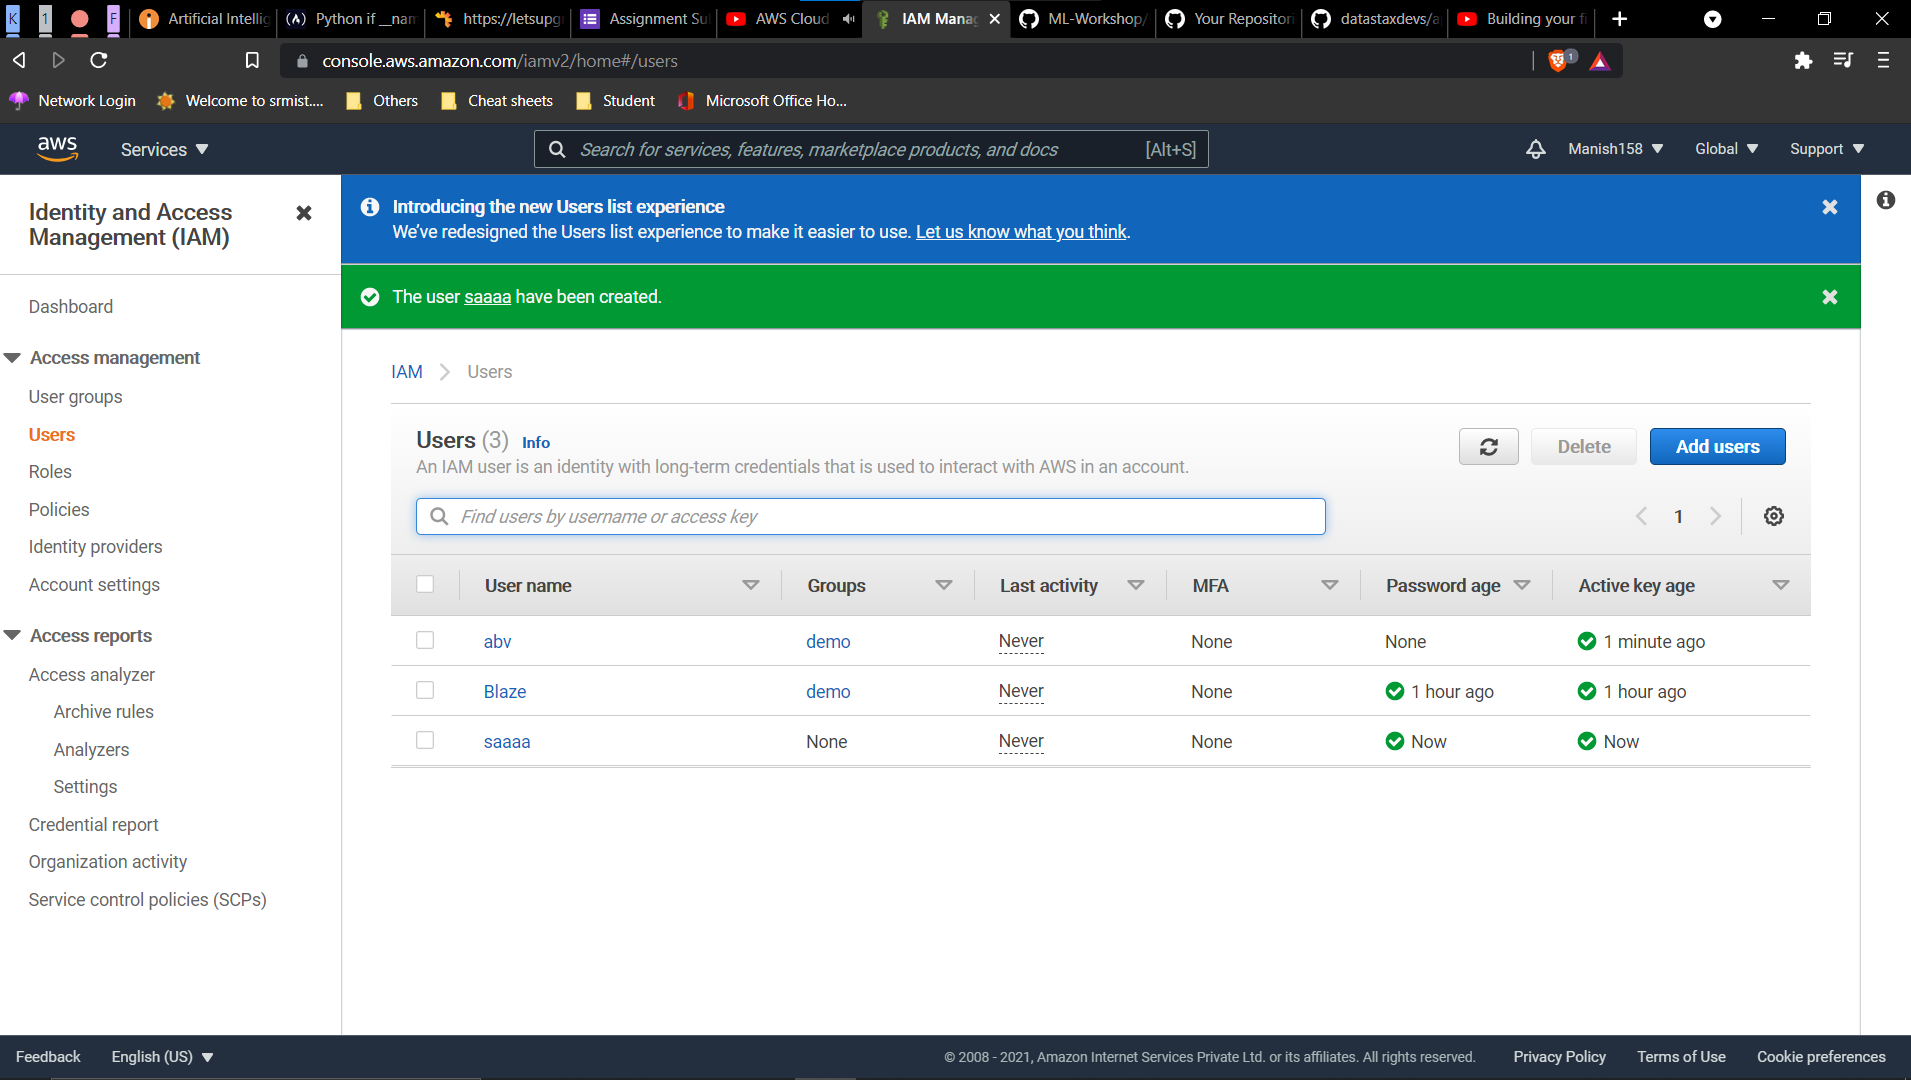 K 1 F Artificial Intellig Python if __nam https://letsupgr Assignment Sul AWS Cloud IAM Manag ML-Workshop/ Your Repositori datastaxdevs/a Building your fi
console.aws.amazon.com/iamv2/home#/users 1
Network Login Welcome to srmist.... Others Cheat sheets Student Microsoft Office Ho...
aws Services Search for services, features, marketplace products, and docs [Alt+S] Manish158 Global Support
Identity and Access
Management (IAM)
Introducing the new Users list experience
We've redesigned the Users list experience to make it easier to use. Let us know what you think.
The user saaaa have been created.
Dashboard
Access management
User groups
Users
Roles
Policies
Identity providers
Account settings
Access reports
Access analyzer
Archive rules
Analyzers
Settings
Credential report
Organization activity
Service control policies (SCPs)
IAM Users
Users (3) Info
An IAM user is an identity with long-term credentials that is used to interact with AWS in an account.
Delete Add users
Find users by username or access key
1
User name Groups Last activity MFA Password age Active key age
abv demo Never None None 1 minute ago
Blaze demo Never None 1 hour ago 1 hour ago
saaaa None Never None Now Now
Feedback English (US) © 2008 - 2021, Amazon Internet Services Private Ltd. or its affiliates. All rights reserved. Privacy Policy Terms of Use Cookie preferences